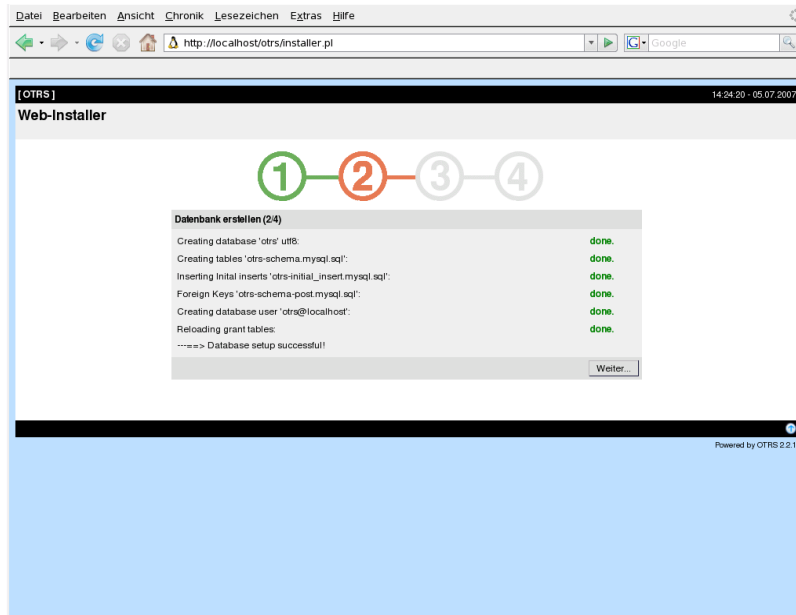 Datei Bearbeiten Ansicht Chronik Lesezeichen Extras Hilfe
http://localhost/otrs/installer.pl
G Google
[ OTRS ] 14:24:20 - 05.07.2007
Web-Installer
1 2 3 4
Datenbank erstellen (2/4)
Creating database 'otrs' utf8: done.
Creating tables 'otrs-schema.mysql.sql': done.
Inserting Inital inserts 'otrs-initial_insert.mysql.sql': done.
Foreign Keys 'otrs-schema-post.mysql.sql': done.
Creating database user 'otrs@localhost': done.
Reloading grant tables: done.
---==> Database setup successful!
Weiter...
Powered by OTRS 2.2.1